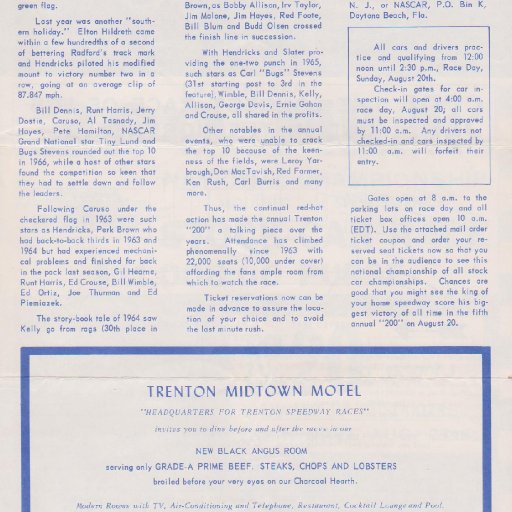 green flag.
Last year was another "south-
ern holiday." Elton Hildreth came
within a few hundredths of a second
of bettering Radford's track mark
and Hendricks piloted his modified
mount to victory number two in a
row, going at an average clip of
87.847 mph.
Bill Dennis, Runt Harris, Jerry
Dostie, Caruso, Al Tasnady, Jim
Hayes, Pete Hamilton, NASCAR
Grand National star Tiny Lund and
Bugs Stevens rounded out the top 10
in 1966, while a host of other stars
found the competition so keen that
they had to settle down and follow
the leaders.
Following Caruso under the
checkered flag in 1963 were such
stars as Hendricks, Perk Brown who
had back-to-back thirds in 1963 and
1964 but had experienced mechani-
cal problems and finished far back
in the pack last season, Gil Hearne,
Runt Harris, Ed Crouse, Bill Wimble,
Ed Ortiz, Joe Thurman and Ed
Piemiazek.
The story-book tale of 1964 saw
Kelly go from rags (30th place in
Brown, as Bobby Allison, Irv Taylor,
Jim Malone, Jim Hayes, Red Foote,
Bill Blum and Budd Olsen crossed
the finish line in succession.
With Hendricks and Slater pro-
viding the one-two punch in 1965,
such stars as Carl "Bugs" Stevens
(31st starting post to 3rd in the
feature), Wimble, Bill Dennis, Kelly,
Allison, George Davis, Ernie Gahan
and Crouse, all shared in the profits.
Other notables in the annual
events, who were unable to crack
the top 10 because of the keen-
ness of the fields, were Leroy Yar-
brough, Don MacTavish, Red Farmer,
Ken Rush, Carl Burris and many
more.
Thus, the continual red-hot
action has made the annual Trenton
"200" a talking piece over the
years. Attendance has climbed
phenomenally since 1963 with
22,000 seats (10,000 under cover)
affording the fans ample room from
which to watch the race.
Ticket reservations now can be
made in advance to assure the loca-
tion of your choice and to avoid
the last minute rush.
N. J., or NASCAR, P.O. Bin K,
Daytona Beach, Fla.
All cars and drivers prac-
tice and qualifying from 12:00
noon until 2:30 p.m., Race Day,
Sunday, August 20th.
Check-in gates for car in-
spection will open at 4:00 a.m.
race day, August 20; all cars
must be inspected and approved
by 11:00 a.m. Any drivers not
checked-in and cars inspected by
11:00 a.m. will forfeit their
entry.
Gates open at 8 a.m. to the
parking lots on race day and all
ticket box offices open 10 a.m.
(EDT). Use the attached mail order
ticket coupon and order your re-
served seat tickets now so that you
can be in the audience to see this
national championship of all stock
car championships. Chances are
good that you might see the king of
your home speedway score his big-
gest victory of all time in the fifth
annual "200" on August 20.
TRENTON MIDTOWN MOTEL
"HEADQUARTERS FOR TRENTON SPEEDWAY RACES"
invites you to dine before and after the races in our
NEW BLACK ANGUS ROOM
serving only GRADE-A PRIME BEEF. STEAKS, CHOPS AND LOBSTERS
broiled before your very eyes on our Charcoal Hearth.
Modern Rooms with TV, Air-Conditioning and Telephone, Restaurant, Cocktail Lounge and Pool.